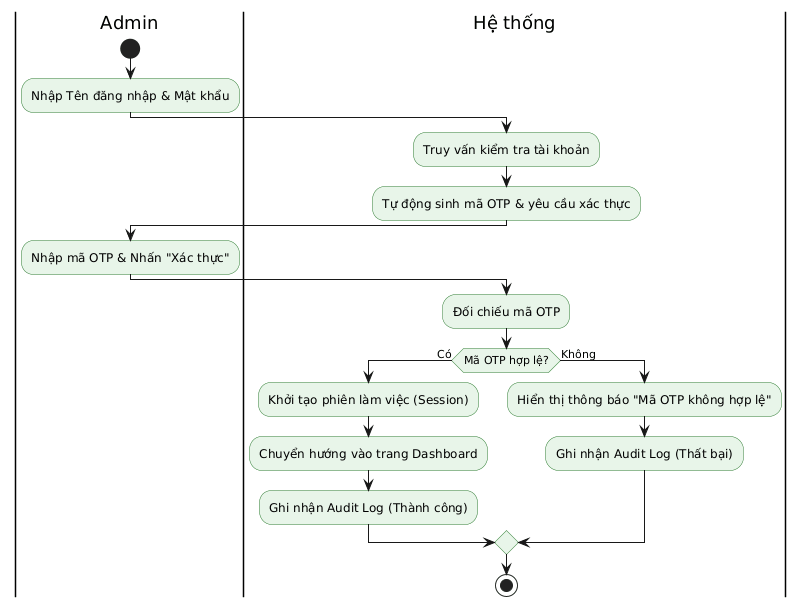 Admin
Hệ thống
Nhập Tên đăng nhập & Mật khẩu
Truy vấn kiểm tra tài khoản
Tự động sinh mã OTP & yêu cầu xác thực
Nhập mã OTP & Nhấn "Xác thực"
Đối chiếu mã OTP
Có
Mã OTP hợp lệ?
Không
Khởi tạo phiên làm việc (Session)
Hiển thị thông báo "Mã OTP không hợp lệ"
Chuyển hướng vào trang Dashboard
Ghi nhận Audit Log (Thất bại)
Ghi nhận Audit Log (Thành công)